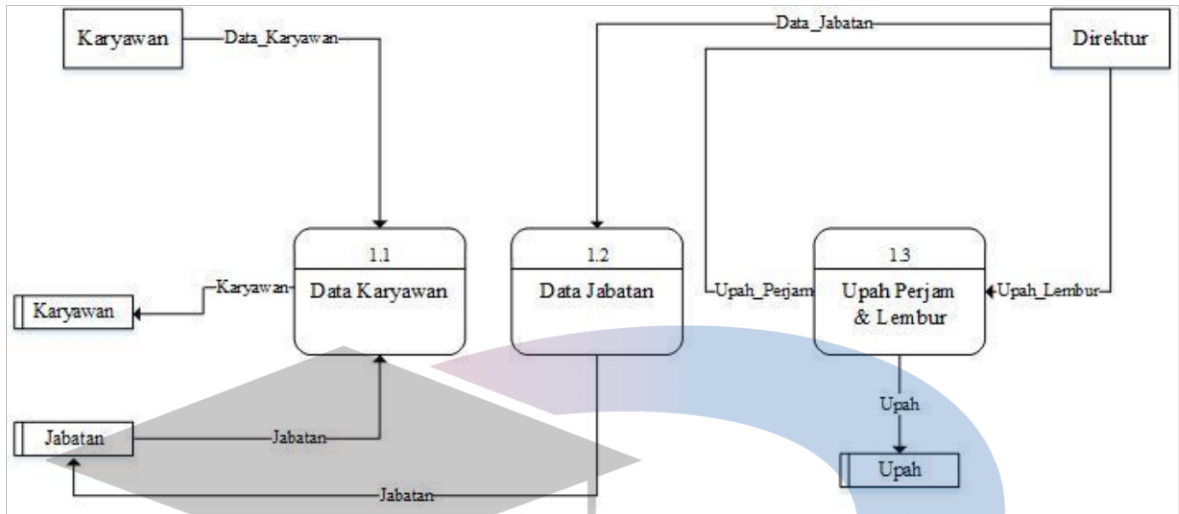 Karyawan
Data_Karyawan
Data_Jabatan
Direktur
1.1
Data Karyawan
1.2
Data Jabatan
1.3
Upah Perjam
& Lembur
Karyawan
Upah_Perjam
Upah_Lembur
Karyawan
Upah
Jabatan
Jabatan
Upah
Jabatan